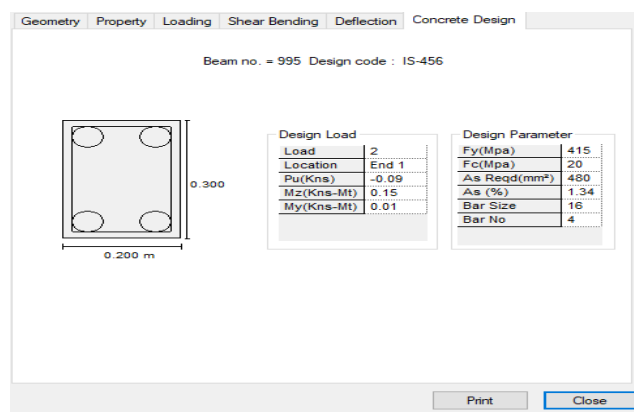 Geometry Property Loading Shear Bending Deflection Concrete Design
Beam no. = 995 Design code : IS-456
0.300
0.200 m
Design Load
Load 2
Location End 1
Pu(Kns) -0.09
Mz(Kns-Mt) 0.15
My(Kns-Mt) 0.01
Design Parameter
Fy(Mpa) 415
Fc(Mpa) 20
As Reqd(mm²) 480
As (%) 1.34
Bar Size 16
Bar No 4
Print Close